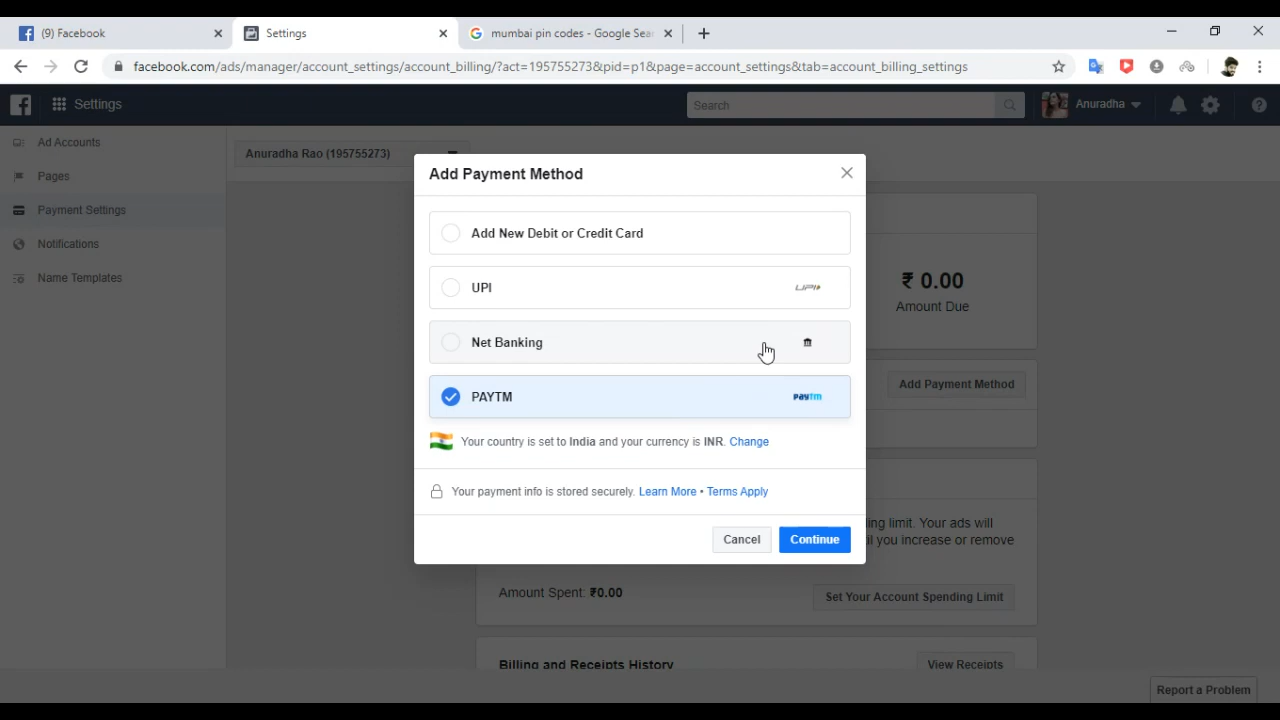 (9) Facebook
Settings
mumbai pin codes - Google Sea
facebook.com/ads/manager/account_settings/account_billing/?act=195755273&pid=p1&page=account_settings&tab=account_billing_settings
Settings
Search
Anuradha
Ad Accounts
Pages
Payment Settings
Notifications
Name Templates
Anuradha Rao (195755273)
Add Payment Method
Add New Debit or Credit Card
UPI
UPI
Net Banking
PAYTM
Paytm
Your country is set to India and your currency is INR. Change
Your payment info is stored securely. Learn More • Terms Apply
Cancel
Continue
₹ 0.00
Amount Due
Add Payment Method
ing limit. Your ads will
il you increase or remove
Amount Spent: ₹0.00
Set Your Account Spending Limit
Billing and Receipts History
View Receipts
Report a Problem